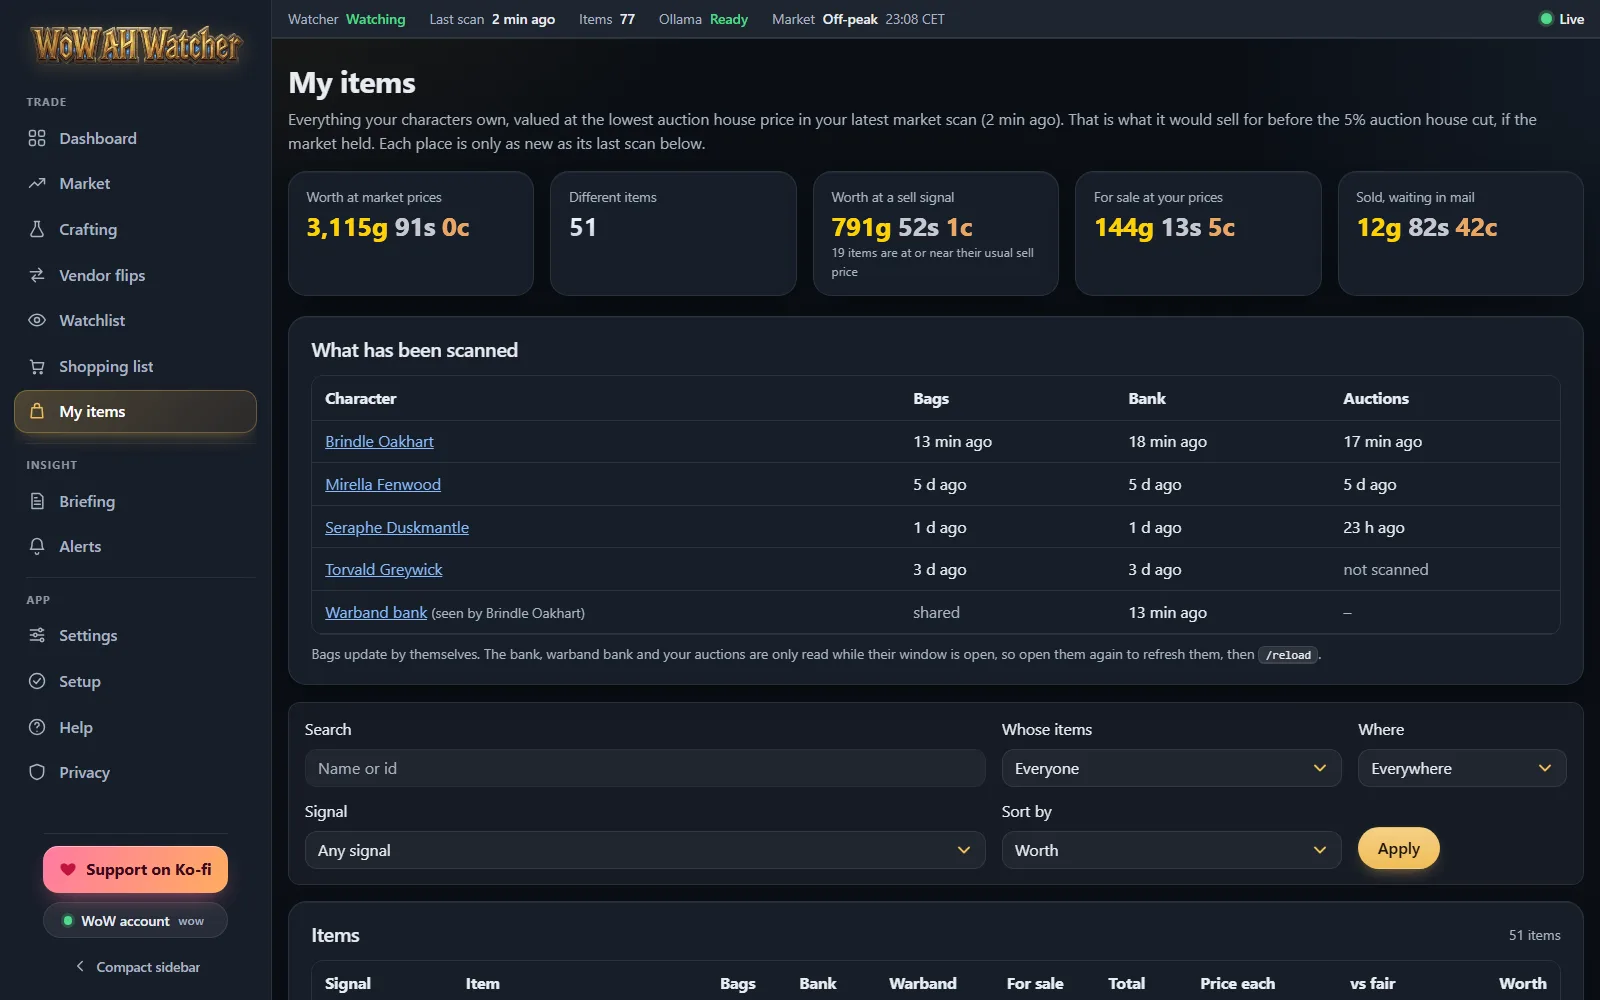 WoW AH Watcher
Watcher Watching Last scan 2 min ago Items 77 Ollama Ready Market Off-peak 23:08 CET Live
TRADE
Dashboard
Market
Crafting
Vendor flips
Watchlist
Shopping list
My items
INSIGHT
Briefing
Alerts
APP
Settings
Setup
Help
Privacy
Support on Ko-fi
WoW account wow
Compact sidebar
My items
Everything your characters own, valued at the lowest auction house price in your latest market scan (2 min ago). That is what it would sell for before the 5% auction house cut, if the
market held. Each place is only as new as its last scan below.
Worth at market prices
3,115g 91s 0c
Different items
51
Worth at a sell signal
791g 52s 1c
19 items are at or near their usual sell
price
For sale at your prices
144g 13s 5c
Sold, waiting in mail
12g 82s 42c
What has been scanned
Character Bags Bank Auctions
Brindle Oakhart 13 min ago 18 min ago 17 min ago
Mirella Fenwood 5 d ago 5 d ago 5 d ago
Seraphe Duskmantle 1 d ago 1 d ago 23 h ago
Torvald Greywick 3 d ago 3 d ago not scanned
Warband bank (seen by Brindle Oakhart) shared 13 min ago –
Bags update by themselves. The bank, warband bank and your auctions are only read while their window is open, so open them again to refresh them, then /reload.
Search Whose items Where
Name or id Everyone Everywhere
Signal Sort by
Any signal Worth Apply
Items 51 items
Signal Item Bags Bank Warband For sale Total Price each vs fair Worth